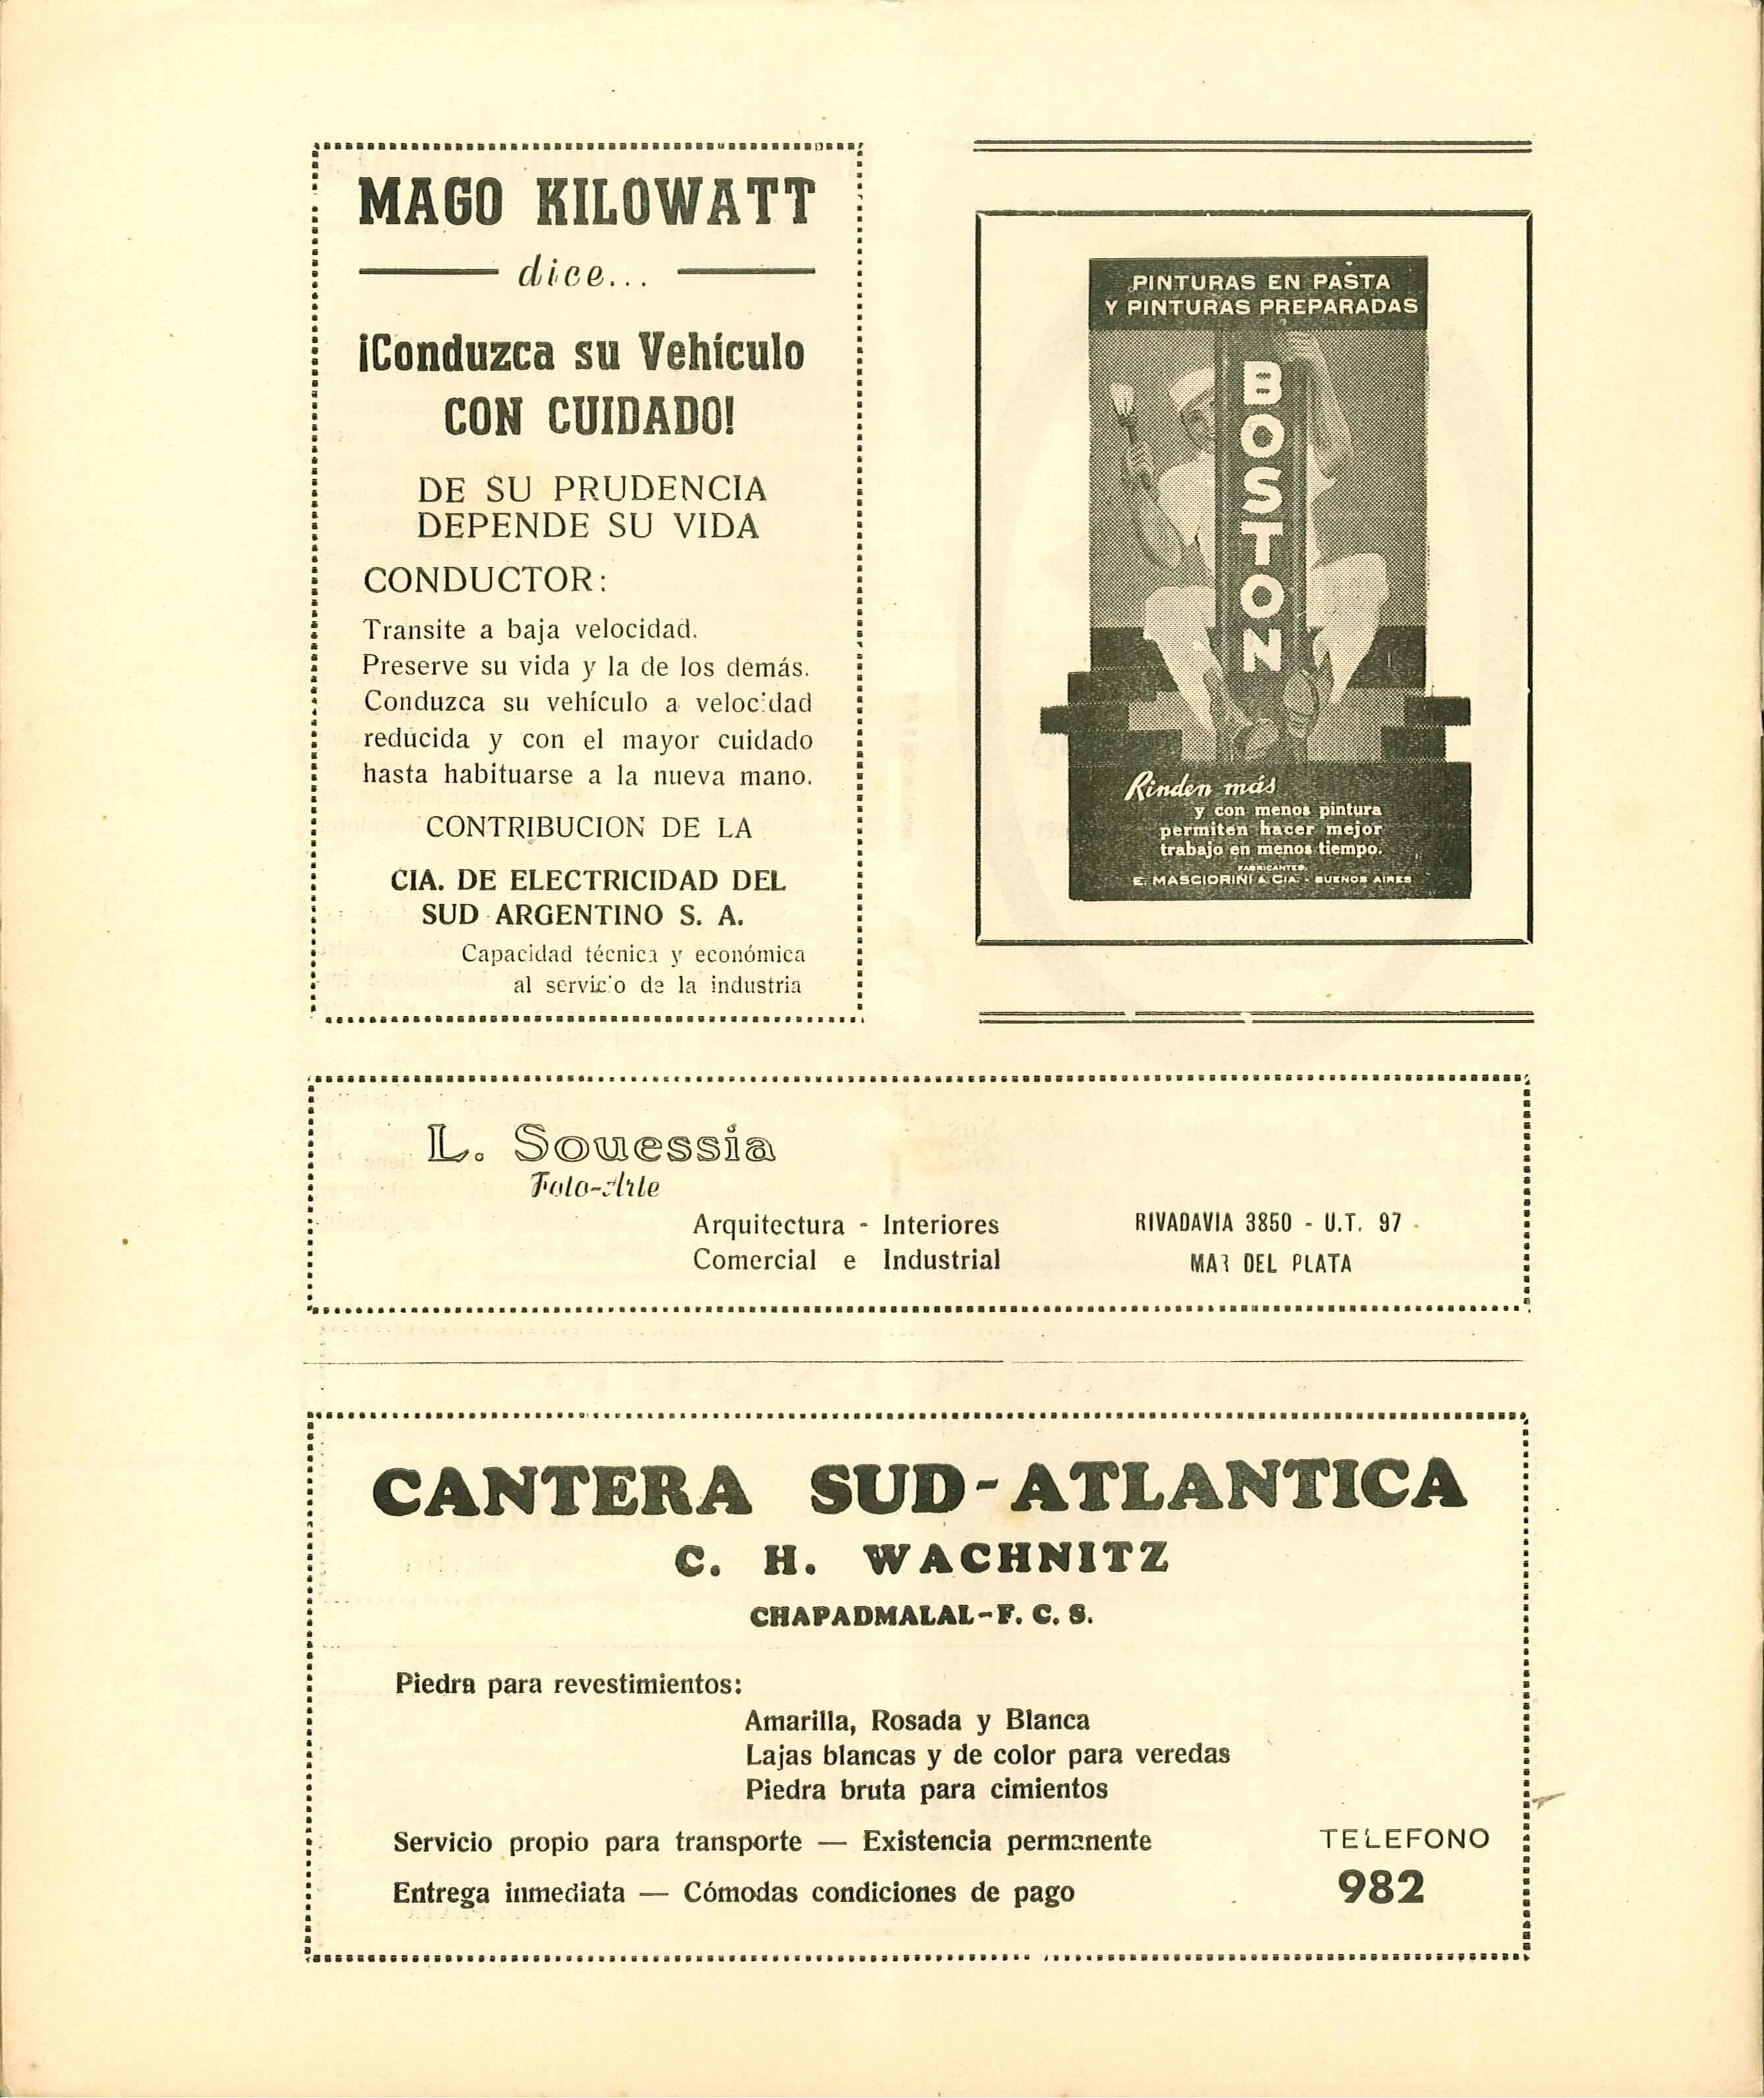 MAGO KILOWATT
dice...
¡Conduzca su Vehículo
CON CUIDADO!
DE SU PRUDENCIA
DEPENDE SU VIDA
CONDUCTOR:
Transite a baja velocidad.
Preserve su vida y la de los demás.
Conduzca su vehículo a velocidad
reducida y con el mayor cuidado
hasta habituarse a la nueva mano.
CONTRIBUCION DE LA
CIA. DE ELECTRICIDAD DEL
SUD ARGENTINO S. A.
Capacidad técnica y económica
al servicio de la industria
PINTURAS EN PASTA
Y PINTURAS PREPARADAS
BOSTON
Rinden más
y con menos pintura
permiten hacer mejor
trabajo en menos tiempo.
FABRICANTES:
E. MASCIORINI & CIA. - BUENOS AIRES
L. Souessia
Foto-Arte
Arquitectura - Interiores
Comercial e Industrial
RIVADAVIA 3850 - U.T. 97
MAR DEL PLATA
CANTERA SUD-ATLANTICA
C. H. WACHNITZ
CHAPADMALAL-F. C. S.
Piedra para revestimientos:
Amarilla, Rosada y Blanca
Lajas blancas y de color para veredas
Piedra bruta para cimientos
Servicio propio para transporte — Existencia permanente
Entrega inmediata — Cómodas condiciones de pago
TELEFONO
982